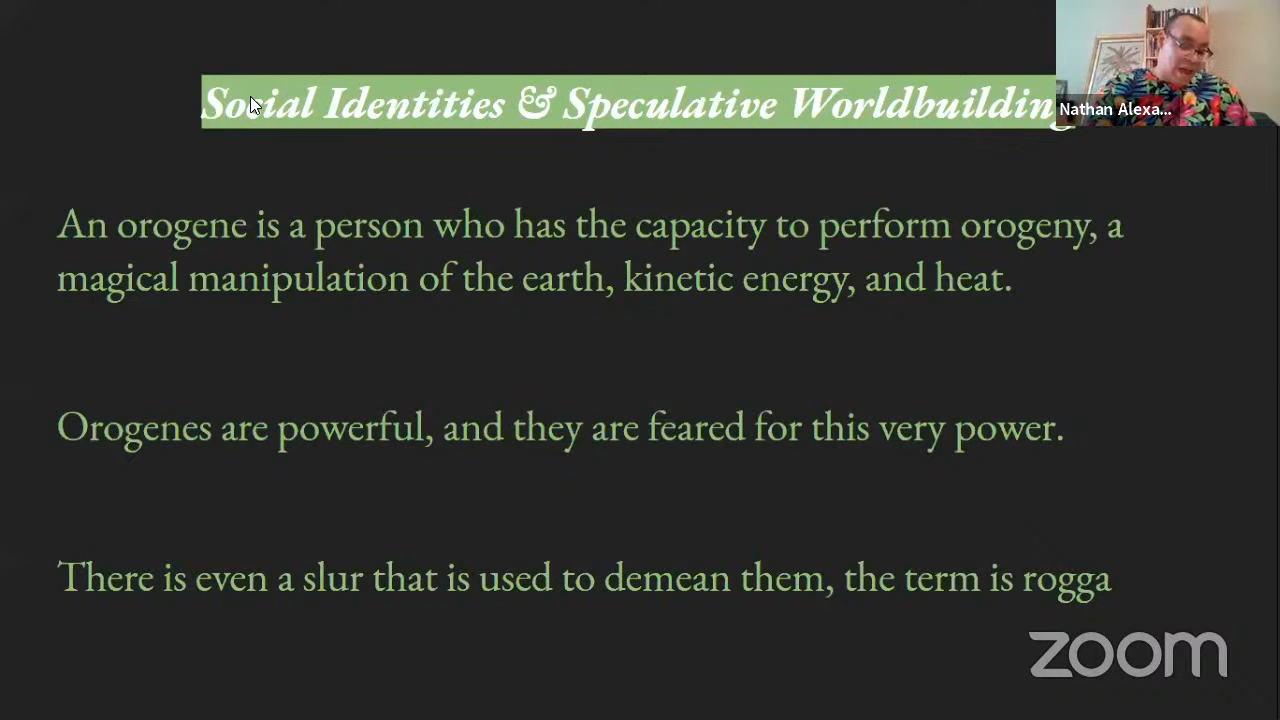 Social Identities & Speculative Worldbuilding
Nathan Alexa...
An orogene is a person who has the capacity to perform orogeny, a
magical manipulation of the earth, kinetic energy, and heat.
Orogenes are powerful, and they are feared for this very power.
There is even a slur that is used to demean them, the term is rogga
zoom